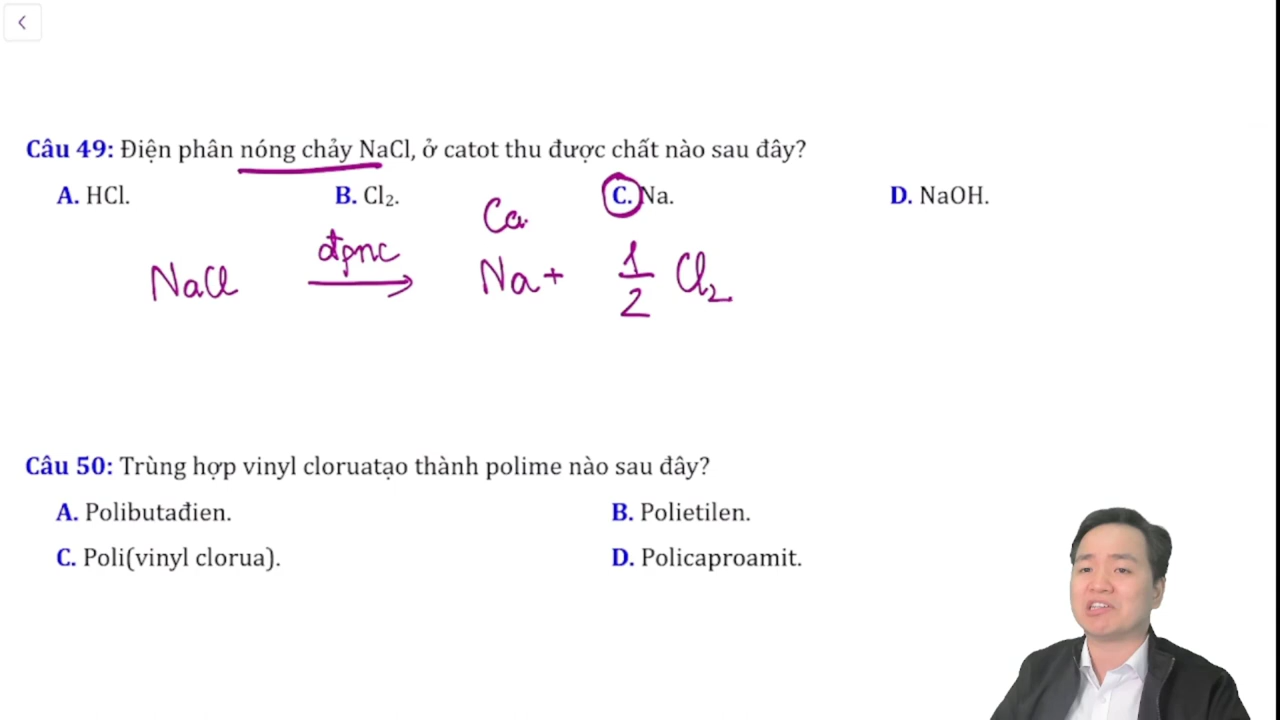 Câu 49: Điện phân nóng chảy NaCl, ở catot thu được chất nào sau đây?
A. HCl. B. Cl₂. C. Na. D. NaOH.
Ca
NaCl đpnc → Na + 1/2 Cl₂
Câu 50: Trùng hợp vinyl cloruatạo thành polime nào sau đây?
A. Polibutađien. B. Polietilen.
C. Poli(vinyl clorua). D. Policaproamit.